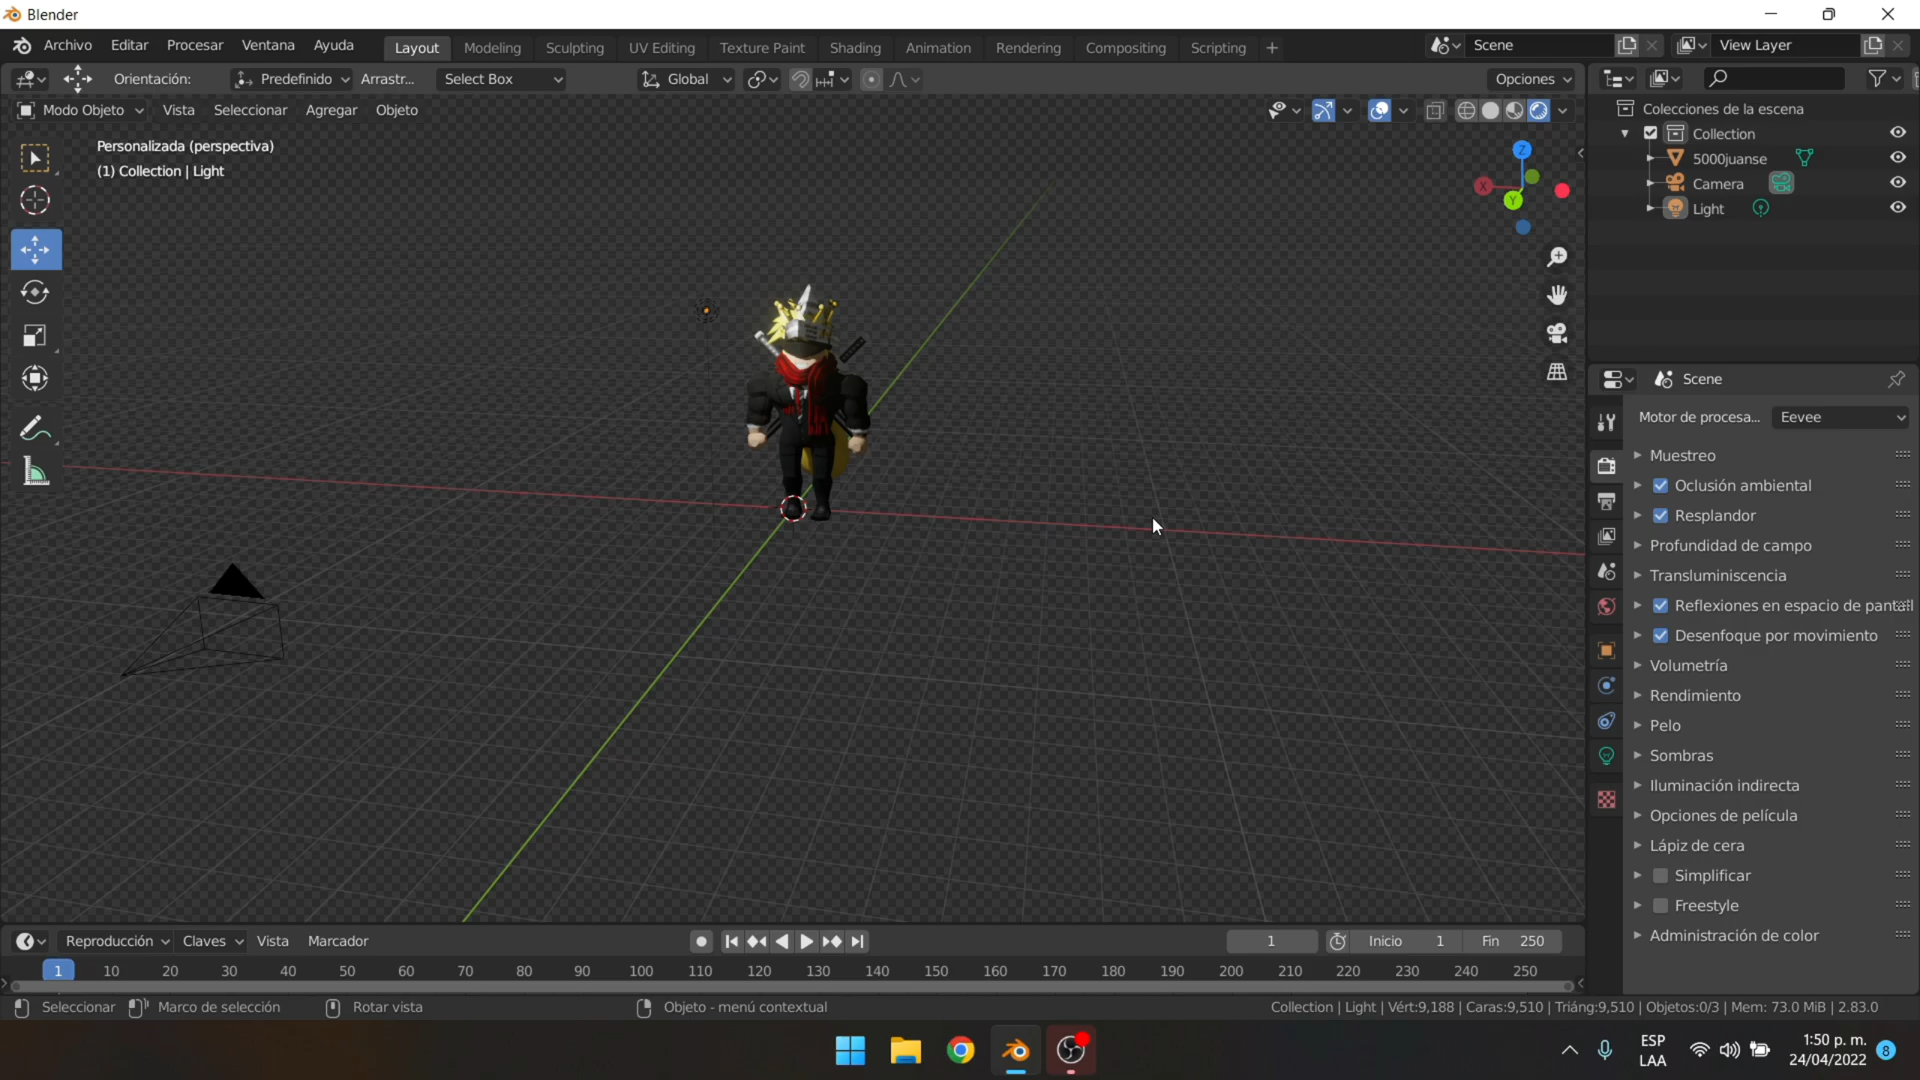 Blender
Archivo Editar Procesar Ventana Ayuda Layout Modeling Sculpting UV Editing Texture Paint Shading Animation Rendering Compositing Scripting + Scene View Layer
Orientación: Predefinido Arrastr... Select Box Global Opciones
Modo Objeto Vista Seleccionar Agregar Objeto
Personalizada (perspectiva)
(1) Collection | Light
Z
X
Y
Colecciones de la escena
Collection
5000juanse
Camera
Light
Scene
Motor de procesa... Eevee
Muestreo
Oclusión ambiental
Resplandor
Profundidad de campo
Transluminiscencia
Reflexiones en espacio de pantall
Desenfoque por movimiento
Volumetría
Rendimiento
Pelo
Sombras
Iluminación indirecta
Opciones de película
Lápiz de cera
Simplificar
Freestyle
Administración de color
Reproducción Claves Vista Marcador 1 Inicio 1 Fin 250
1 10 20 30 40 50 60 70 80 90 100 110 120 130 140 150 160 170 180 190 200 210 220 230 240 250
Seleccionar Marco de selección Rotar vista Objeto - menú contextual Collection | Light | Vért:9,188 | Caras:9,510 | Triáng:9,510 | Objetos:0/3 | Mem: 73.0 MiB | 2.83.0
ESP
LAA
1:50 p. m.
24/04/2022
8